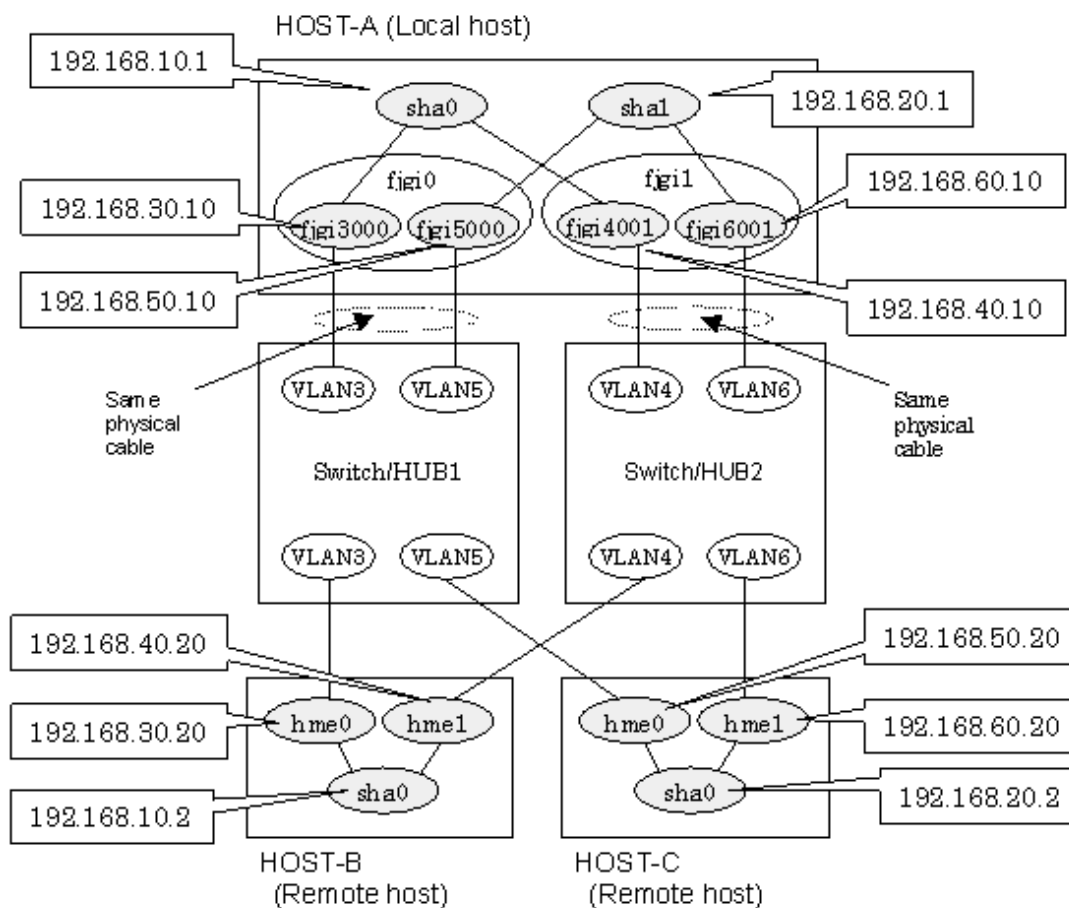 HOST-A (Local host)
192.168.10.1
sha0
sha1
192.168.20.1
fjgi0
fjgi1
192.168.30.10
fjgi3000
fjgi5000
fjgi4001
fjgi6001
192.168.60.10
192.168.50.10
192.168.40.10
Same
physical
cable
VLAN3
VLAN5
VLAN4
VLAN6
Same
physical
cable
Switch/HUB1
Switch/HUB2
VLAN3
VLAN5
VLAN4
VLAN6
192.168.40.20
192.168.50.20
192.168.30.20
hme0
hme1
hme0
hme1
192.168.60.20
192.168.10.2
sha0
sha0
192.168.20.2
HOST-B
(Remote host)
HOST-C
(Remote host)